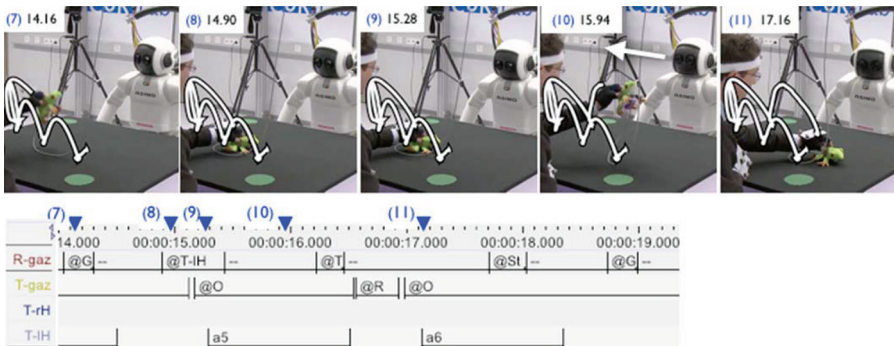 (7) 14.16 (8) 14.90 (9) 15.28 (10) 15.94 (11) 17.16
(7) (8) (9) (10) (11)
14.000 00:00:15.000 00:00:16.000 00:00:17.000 00:00:18.000 00:00:19.000
R-gaz @G -- @T-lH -- @T -- @St -- @G --
T-gaz @O @R @O
T-rH
T-lH a5 a6